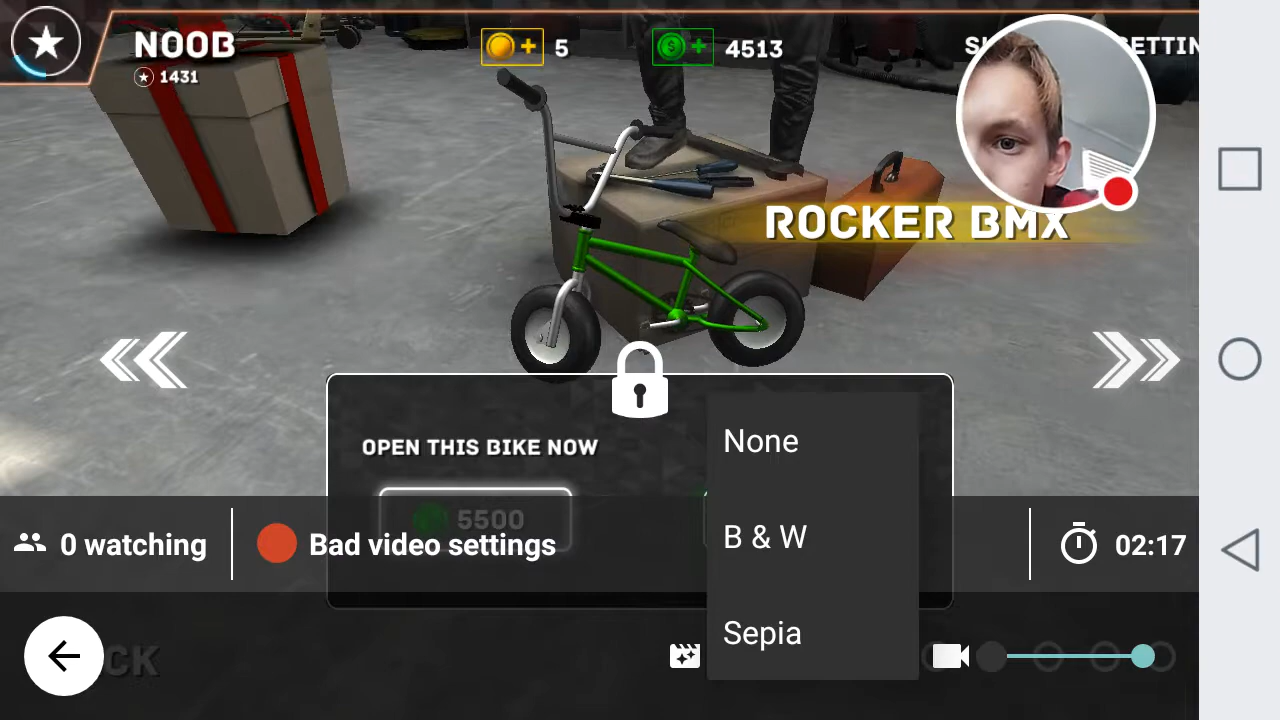 NOOB
1431
5
4513
ROCKER BMX
OPEN THIS BIKE NOW
5500
None
B & W
Sepia
0 watching
Bad video settings
02:17